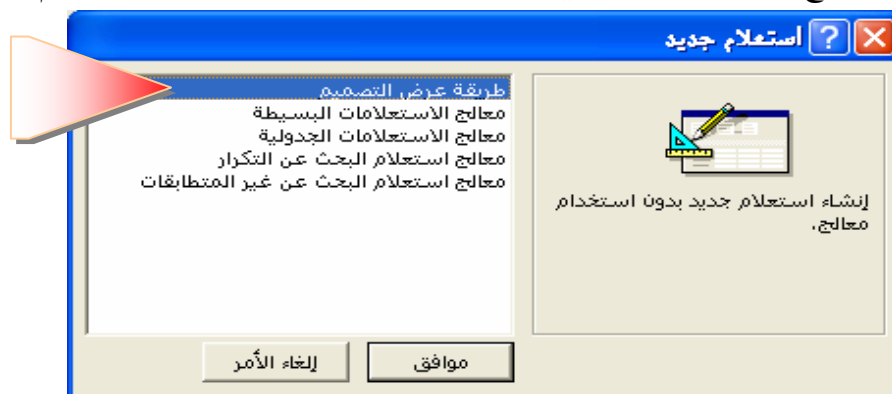 استعلام جديد
طريقة عرض التصميم
معالج الاستعلامات البسيطة
معالج الاستعلامات الجدولية
معالج استعلام البحث عن التكرار
معالج استعلام البحث عن غير المتطابقات
إنشاء استعلام جديد بدون استخدام
معالج.
موافق
إلغاء الأمر